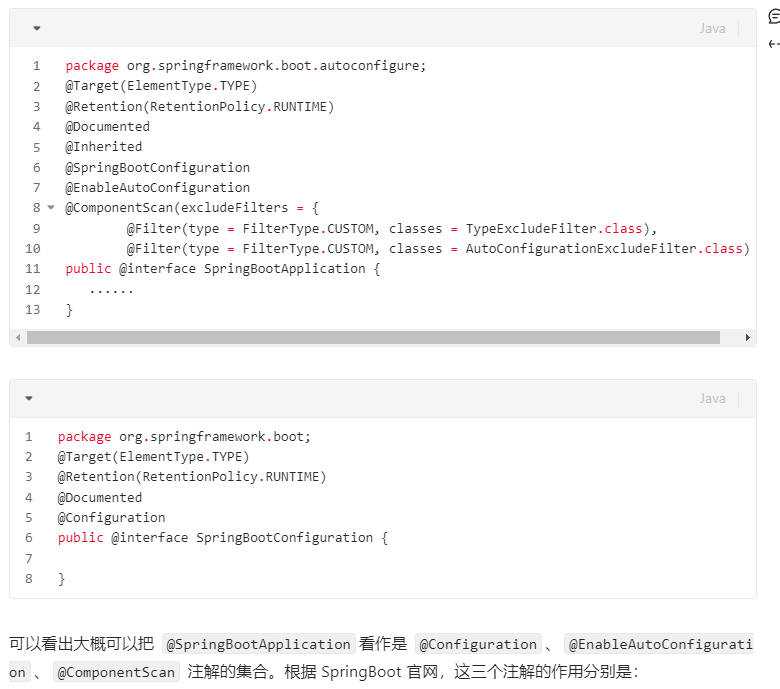 Java
1 package org.springframework.boot.autoconfigure;
2 @Target(ElementType.TYPE)
3 @Retention(RetentionPolicy.RUNTIME)
4 @Documented
5 @Inherited
6 @SpringBootConfiguration
7 @EnableAutoConfiguration
8 @ComponentScan(excludeFilters = {
9         @Filter(type = FilterType.CUSTOM, classes = TypeExcludeFilter.class),
10         @Filter(type = FilterType.CUSTOM, classes = AutoConfigurationExcludeFilter.class)
11 public @interface SpringBootApplication {
12    ......
13 }
Java
1 package org.springframework.boot;
2 @Target(ElementType.TYPE)
3 @Retention(RetentionPolicy.RUNTIME)
4 @Documented
5 @Configuration
6 public @interface SpringBootConfiguration {
7
8 }
可以看出大概可以把 @SpringBootApplication 看作是 @Configuration 、 @EnableAutoConfigurati
on 、 @ComponentScan 注解的集合。根据 SpringBoot 官网，这三个注解的作用分别是：